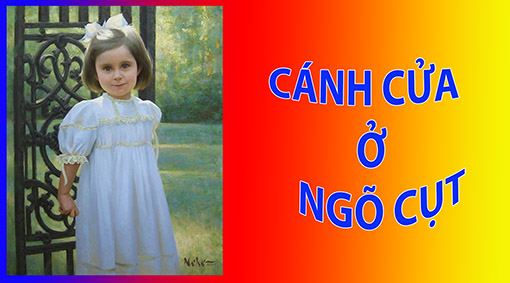 CÁNH CỬA
Ở
NGÕ CỤT